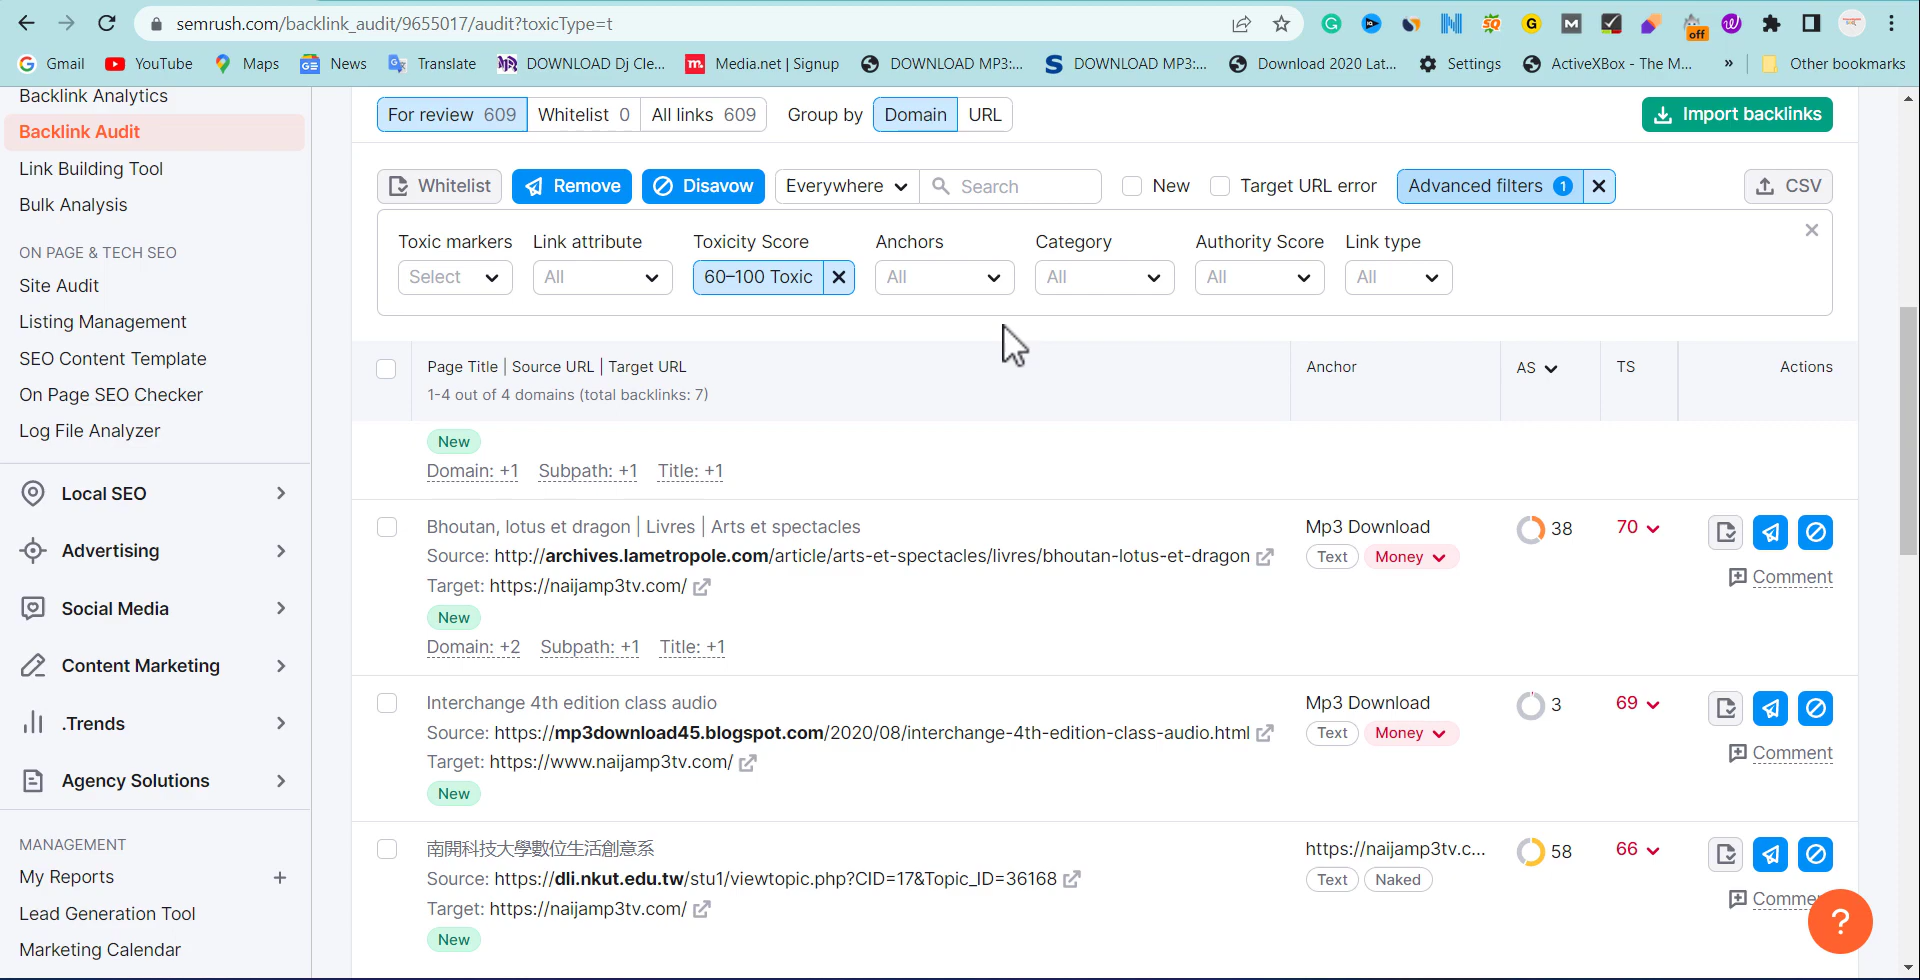 semrush.com/backlink_audit/9655017/audit?toxicType=t
off
Gmail YouTube Maps News Translate DOWNLOAD Dj Cle... Media.net | Signup DOWNLOAD MP3:... DOWNLOAD MP3:... Download 2020 Lat... Settings ActiveXBox - The M... » Other bookmarks
Backlink Analytics
Backlink Audit
Link Building Tool
Bulk Analysis
ON PAGE & TECH SEO
Site Audit
Listing Management
SEO Content Template
On Page SEO Checker
Log File Analyzer
Local SEO
Advertising
Social Media
Content Marketing
.Trends
Agency Solutions
MANAGEMENT
My Reports +
Lead Generation Tool
Marketing Calendar
For review 609 Whitelist 0 All links 609 Group by Domain URL Import backlinks
Whitelist Remove Disavow Everywhere Search New Target URL error Advanced filters 1 CSV
Toxic markers Link attribute Toxicity Score Anchors Category Authority Score Link type
Select All 60–100 Toxic All All All All
Page Title | Source URL | Target URL Anchor AS TS Actions
1-4 out of 4 domains (total backlinks: 7)
New
Domain: +1 Subpath: +1 Title: +1
Bhoutan, lotus et dragon | Livres | Arts et spectacles Mp3 Download 38 70
Source: http://archives.lametropole.com/article/arts-et-spectacles/livres/bhoutan-lotus-et-dragon Text Money
Target: https://naijamp3tv.com/ Comment
New
Domain: +2 Subpath: +1 Title: +1
Interchange 4th edition class audio Mp3 Download 3 69
Source: https://mp3download45.blogspot.com/2020/08/interchange-4th-edition-class-audio.html Text Money
Target: https://www.naijamp3tv.com/ Comment
New
南開科技大學數位生活創意系 https://naijamp3tv.c... 58 66
Source: https://dli.nkut.edu.tw/stu1/viewtopic.php?CID=17&Topic_ID=36168 Text Naked
Target: https://naijamp3tv.com/ Comme
New
?